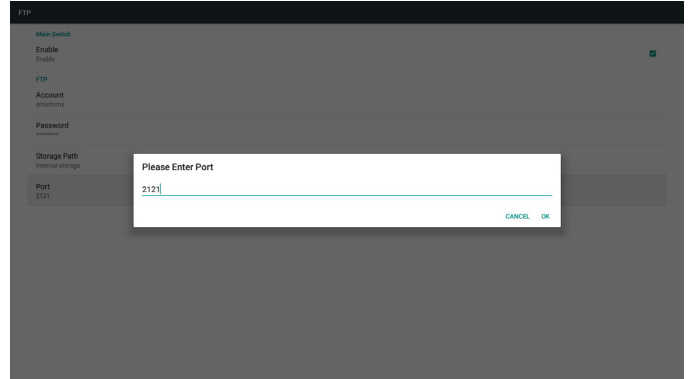 FTP
Main Switch
Enable
Enable
FTP
Account
smartcms
Password
********
Storage Path
Internal storage
Port
2121
Please Enter Port
2121
CANCEL OK